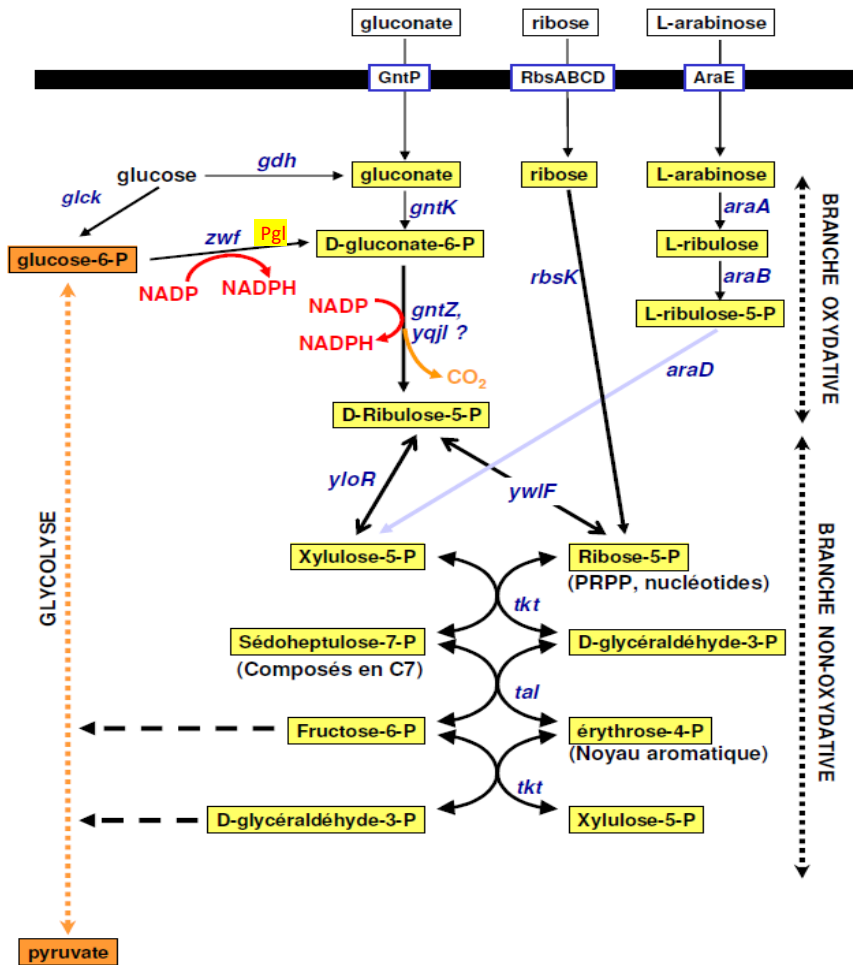 gluconate
ribose
L-arabinose
GntP
RbsABCD
AraE
glucose
gdh
gluconate
ribose
L-arabinose
glck
gntK
araA
zwf
Pgl
D-gluconate-6-P
L-ribulose
glucose-6-P
rbsK
araB
NADP
NADPH
NADP
gntZ,
L-ribulose-5-P
NADPH
yqjl ?
araD
CO2
BRANCHE OXYDATIVE
D-Ribulose-5-P
yloR
ywlF
GLYCOLYSE
Xylulose-5-P
Ribose-5-P
(PRPP, nucléotides)
tkt
Sédoheptulose-7-P
D-glycéraldéhyde-3-P
(Composés en C7)
BRANCHE NON-OXYDATIVE
tal
Fructose-6-P
érythrose-4-P
(Noyau aromatique)
tkt
D-glycéraldéhyde-3-P
Xylulose-5-P
pyruvate